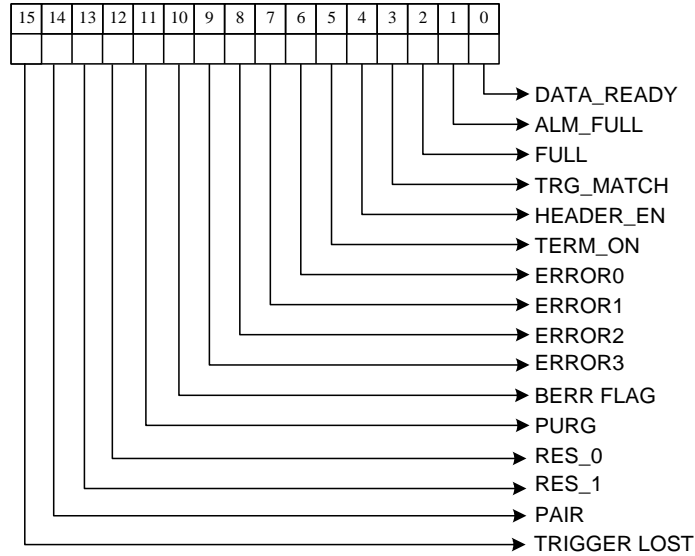 15 14 13 12 11 10 9 8 7 6 5 4 3 2 1 0
DATA_READY
ALM_FULL
FULL
TRG_MATCH
HEADER_EN
TERM_ON
ERROR0
ERROR1
ERROR2
ERROR3
BERR FLAG
PURG
RES_0
RES_1
PAIR
TRIGGER LOST